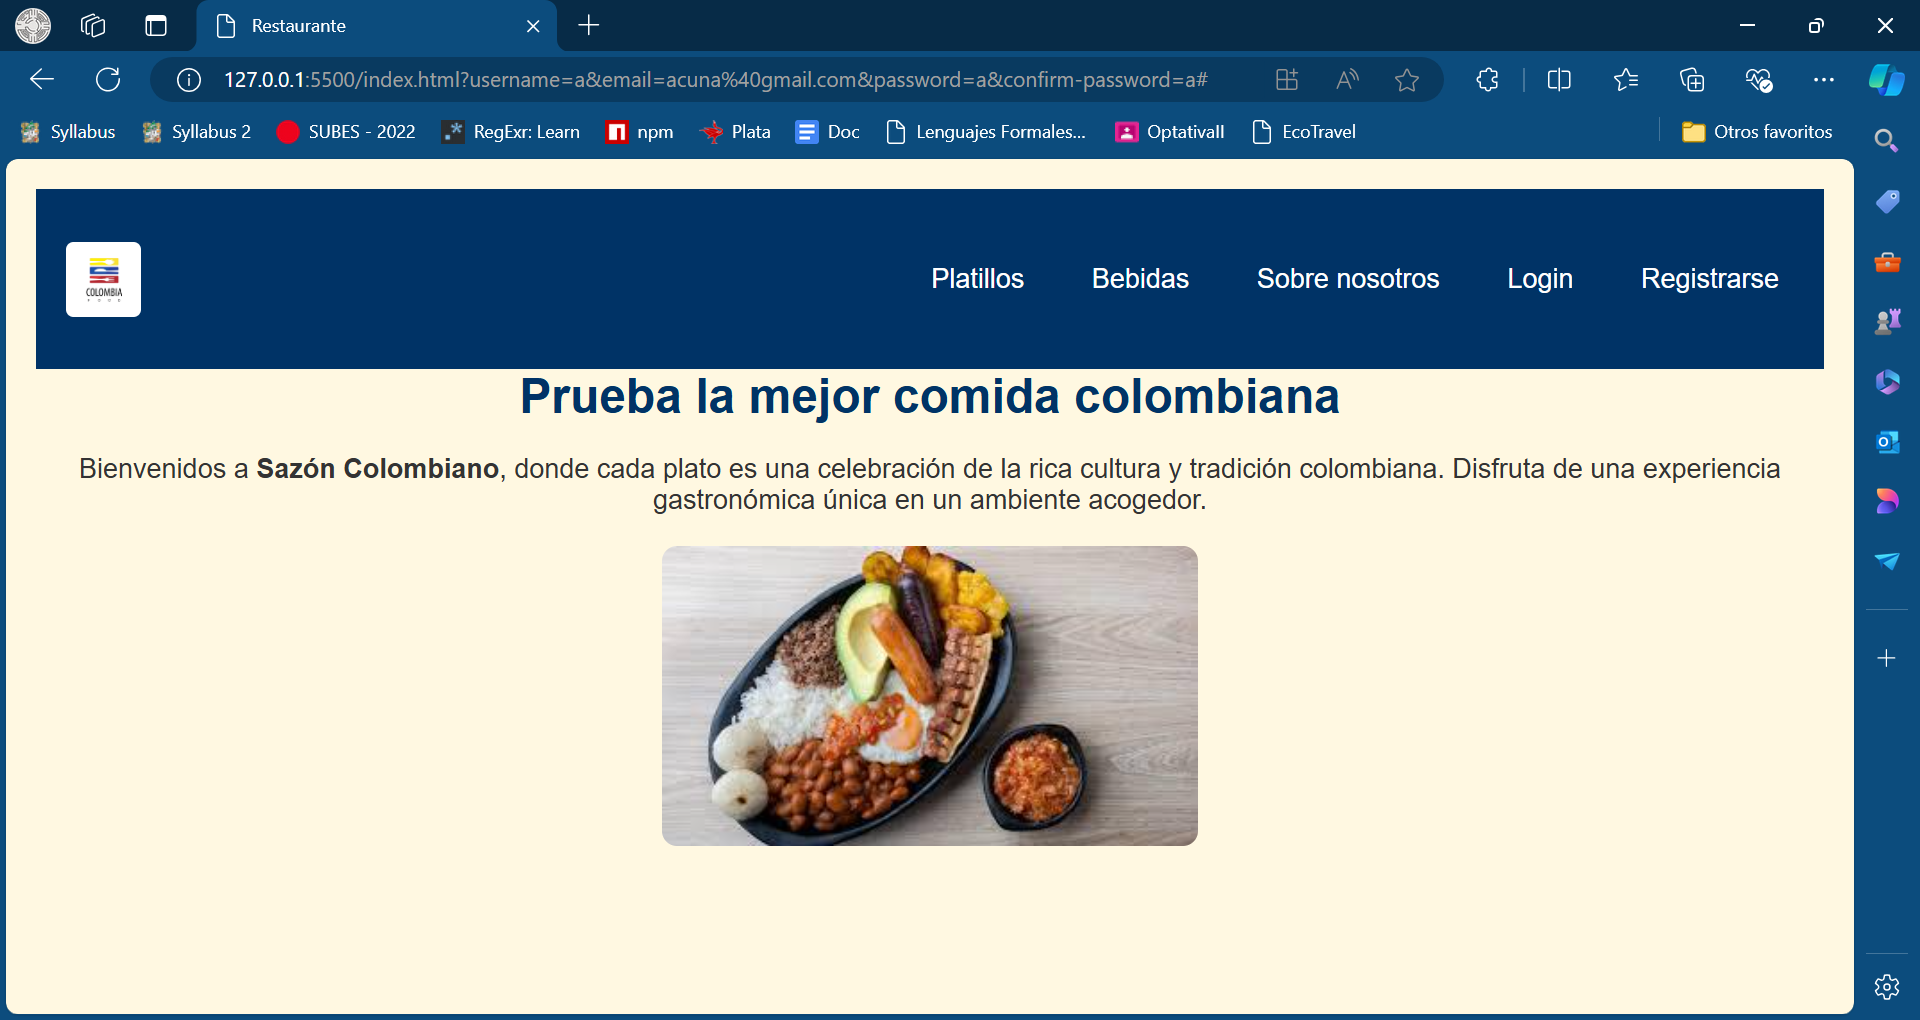 Restaurante
127.0.0.1:5500/index.html?username=a&email=acuna%40gmail.com&password=a&confirm-password=a#
Syllabus
Syllabus 2
SUBES - 2022
RegExr: Learn
npm
Plata
Doc
Lenguajes Formales...
OptativaII
EcoTravel
Otros favoritos
COLOMBIA
FOOD
Platillos
Bebidas
Sobre nosotros
Login
Registrarse
Prueba la mejor comida colombiana
Bienvenidos a Sazón Colombiano, donde cada plato es una celebración de la rica cultura y tradición colombiana. Disfruta de una experiencia
gastronómica única en un ambiente acogedor.